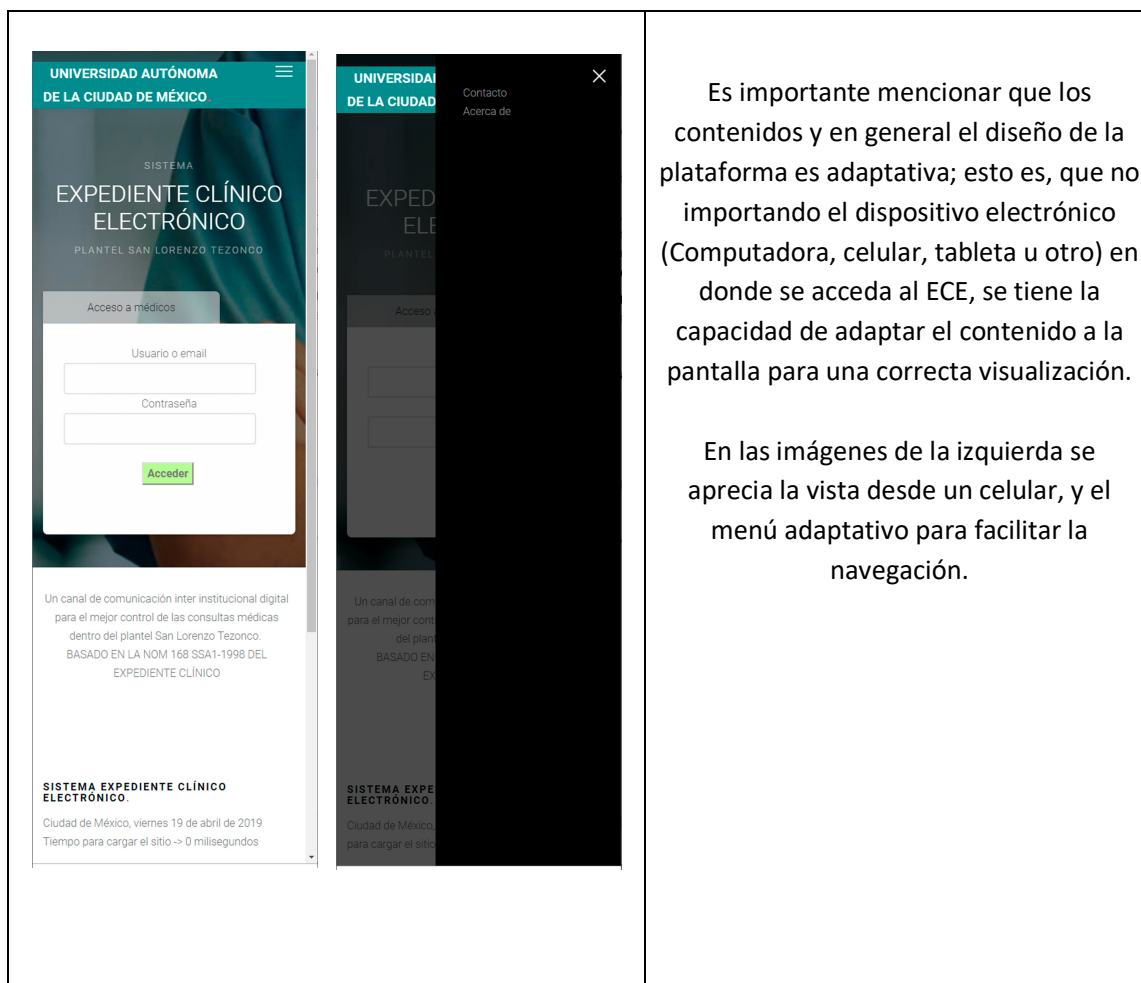 UNIVERSIDAD AUTÓNOMA
DE LA CIUDAD DE MÉXICO.
SISTEMA
EXPEDIENTE CLÍNICO
ELECTRÓNICO
PLANTEL SAN LORENZO TEZONCO
Acceso a médicos
Usuario o email
Contraseña
Acceder
Un canal de comunicación inter institucional digital
para el mejor control de las consultas médicas
dentro del plantel San Lorenzo Tezonco.
BASADO EN LA NOM 168 SSA1-1998 DEL
EXPEDIENTE CLÍNICO
SISTEMA EXPEDIENTE CLÍNICO
ELECTRÓNICO.
Ciudad de México, viernes 19 de abril de 2019
Tiempo para cargar el sitio -> 0 milisegundos
UNIVERSIDA
DE LA CIUDAD
Contacto
Acerca de
EXPED
ELE
PLANTEL
Acceso
Un canal de com
para el mejor cont
del plant
BASADO EN
EX
SISTEMA EXPE
ELECTRÓNICO.
Ciudad de México,
para cargar el sitio
Es importante mencionar que los
contenidos y en general el diseño de la
plataforma es adaptativa; esto es, que no
importando el dispositivo electrónico
(Computadora, celular, tableta u otro) en
donde se acceda al ECE, se tiene la
capacidad de adaptar el contenido a la
pantalla para una correcta visualización.
En las imágenes de la izquierda se
aprecia la vista desde un celular, y el
menú adaptativo para facilitar la
navegación.